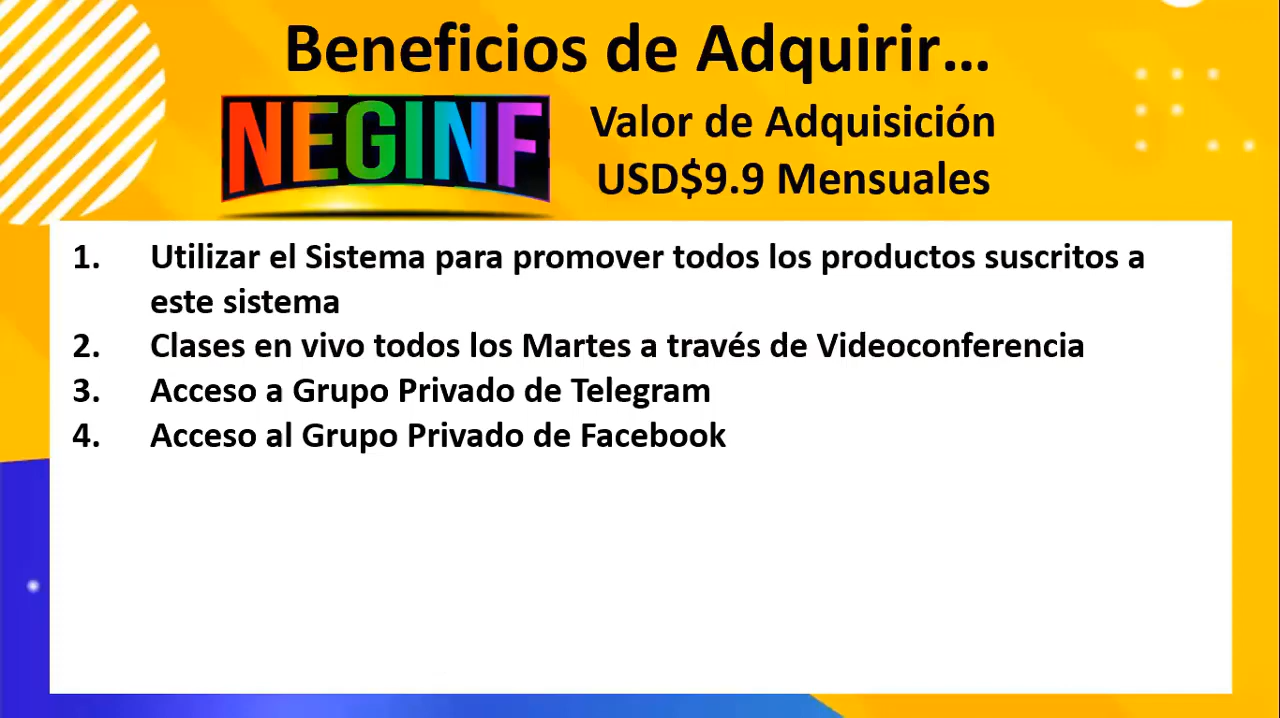 Beneficios de Adquirir...
NEGINF
Valor de Adquisición
USD$9.9 Mensuales
1. Utilizar el Sistema para promover todos los productos suscritos a
este sistema
2. Clases en vivo todos los Martes a través de Videoconferencia
3. Acceso a Grupo Privado de Telegram
4. Acceso al Grupo Privado de Facebook